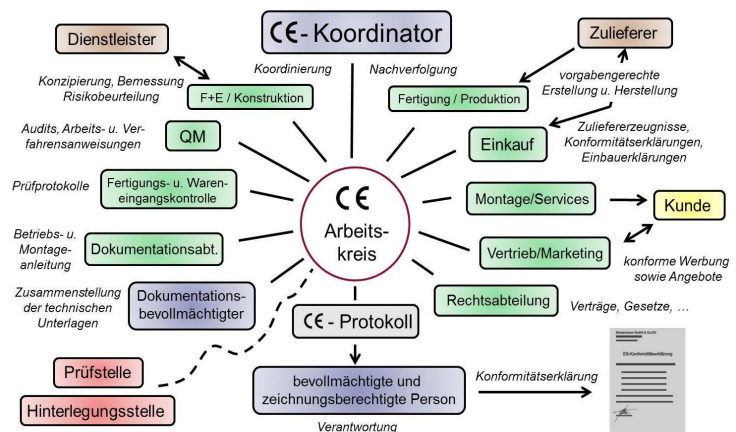 Dienstleister
CE - Koordinator
Zulieferer
Konzipierung, Bemessung
Risikobeurteilung
Koordinierung
Nachverfolgung
vorgabengerechte
Erstellung u. Herstellung
F+E / Konstruktion
Fertigung / Produktion
Audits, Arbeits- u. Ver-
fahrensanweisungen
QM
Einkauf
Zuliefererzeugnisse,
Konformitätserklärungen,
Einbauerklärungen
Prüfprotokolle
Fertigungs- u. Waren-
eingangskontrolle
CE
Arbeits-
kreis
Montage/Services
Kunde
Betriebs- u.
Montage-
anleitung
Dokumentationsabt.
Vertrieb/Marketing
konforme Werbung
sowie Angebote
Zusammenstellung
der technischen
Unterlagen
Dokumentations-
bevollmächtigter
Rechtsabteilung
Verträge, Gesetze, ...
CE - Protokoll
EG-Konformitätserklärung
Prüfstelle
Hinterlegungsstelle
bevollmächtigte und
zeichnungsberechtigte Person
Konformitätserklärung
Verantwortung